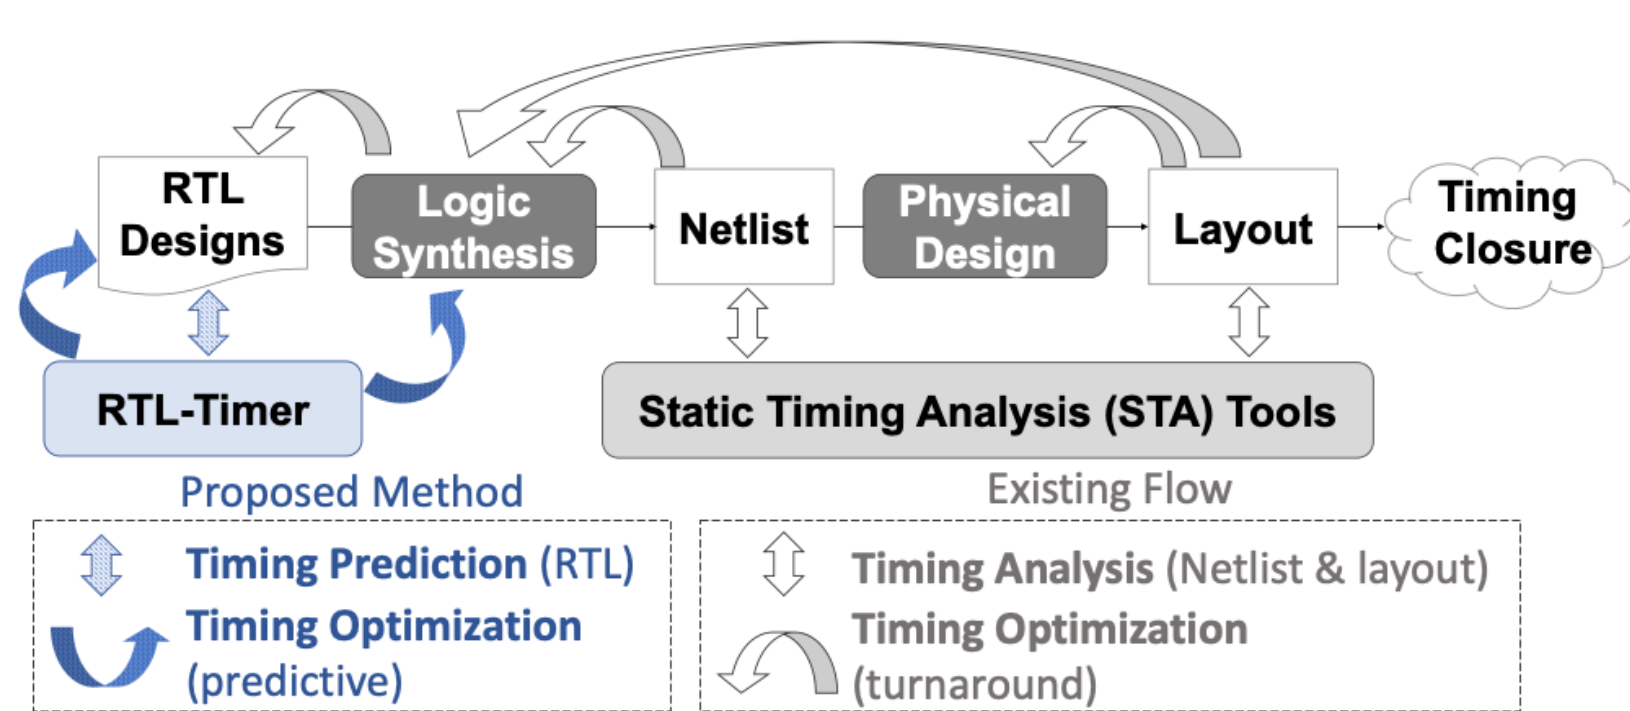 RTL
Designs
Logic
Synthesis
Netlist
Physical
Design
Layout
Timing
Closure
RTL-Timer
Static Timing Analysis (STA) Tools
Proposed Method
Existing Flow
Timing Prediction (RTL)
Timing Optimization
(predictive)
Timing Analysis (Netlist & layout)
Timing Optimization
(turnaround)